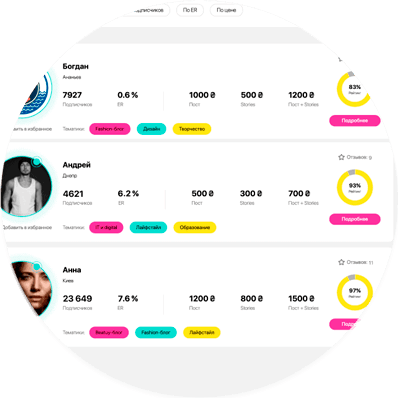 По ER
По цене
Богдан
Ананьев
7927 0.6 % 1000 ₴ 500 ₴ 1200 ₴
Подписчиков ER Пост Stories Пост + Stories
83%
Рейтинг
Подробнее
Тематики: Fashion-блог Дизайн Творчество
Андрей
Днепр
Отзывов: 9
4621 6.2 % 500 ₴ 300 ₴ 700 ₴
Подписчиков ER Пост Stories Пост + Stories
93%
Рейтинг
Подробнее
Добавить в избранное Тематики: IT и digital Лайфстайл Образование
Анна
Киев
Отзывов: 11
23 649 7.6 % 1200 ₴ 800 ₴ 1500 ₴
Подписчиков ER Пост Stories Пост + Stories
97%
Рейтинг
Тематики: Beauty-блог Fashion-блог Лайфстайл